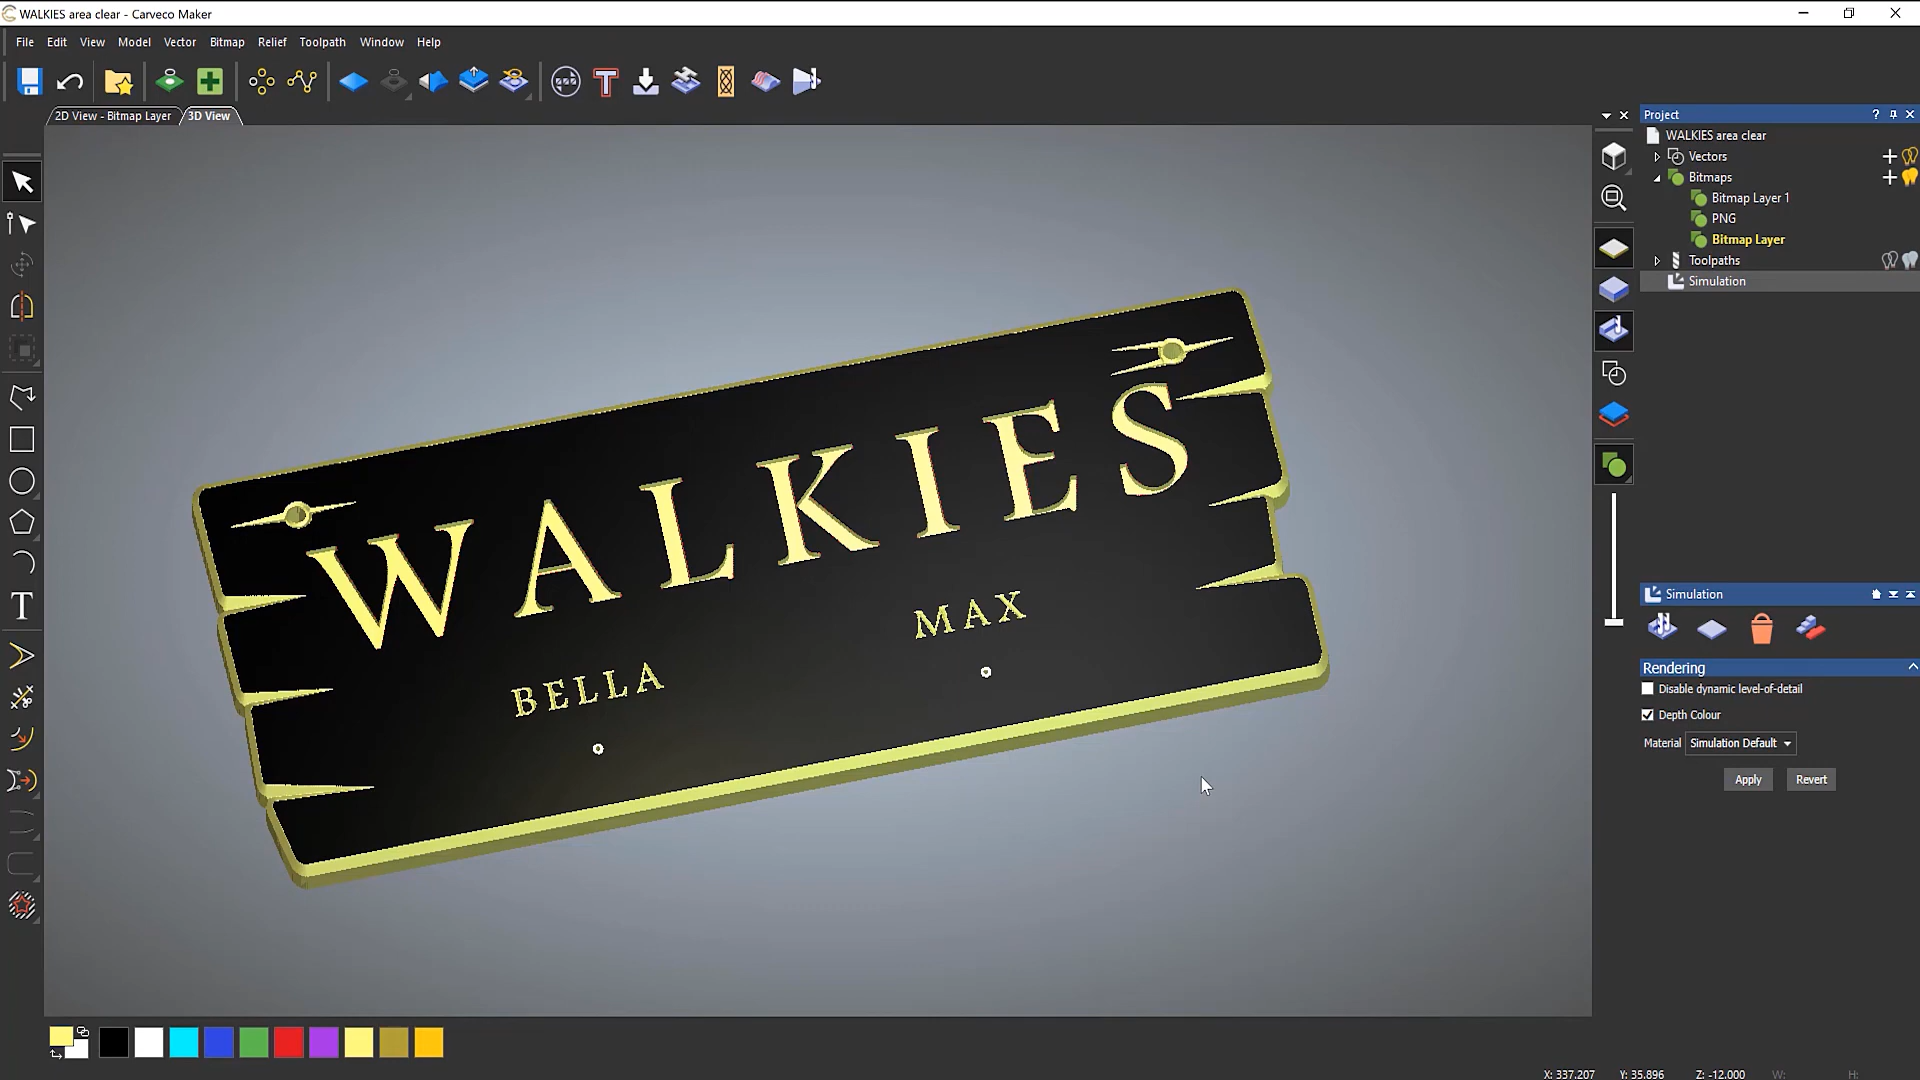 WALKIES area clear - Carveco Maker
File Edit View Model Vector Bitmap Relief Toolpath Window Help
2D View - Bitmap Layer 3D View
WALKIES
BELLA
MAX
Project ?
WALKIES area clear
Vectors
Bitmaps
Bitmap Layer 1
PNG
Bitmap Layer
Toolpaths
Simulation
Simulation
Rendering
Disable dynamic level-of-detail
Depth Colour
Material Simulation Default
Apply Revert
T
X: 337.207 Y: 35.896 Z: -12.000 W: H: